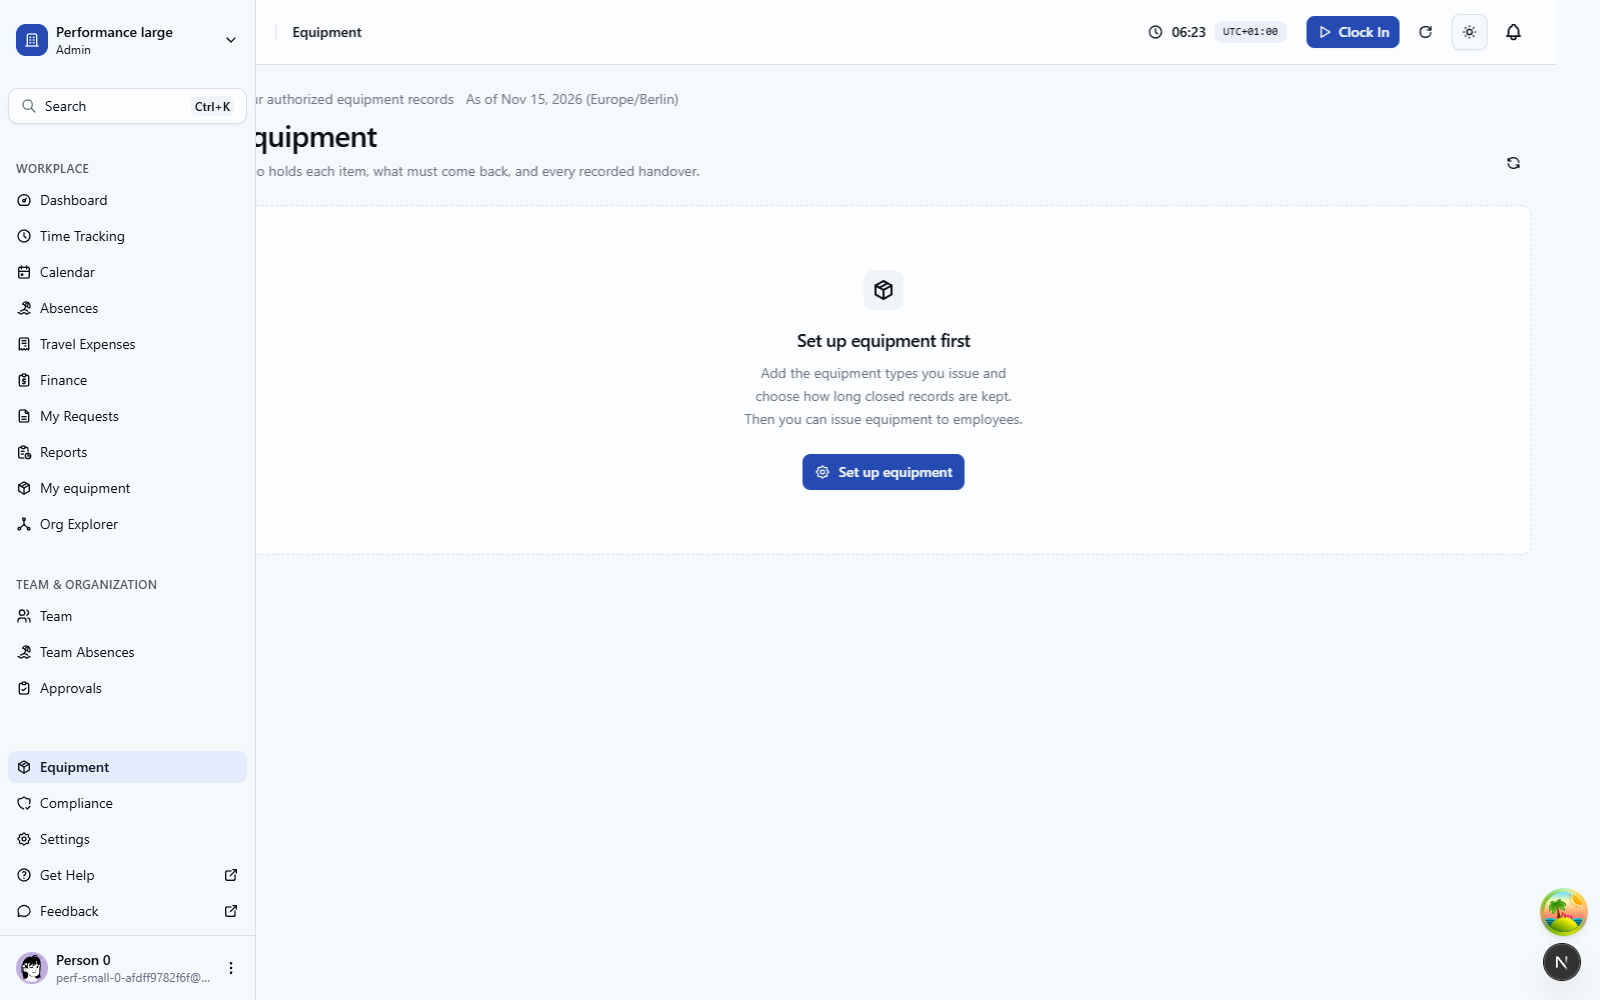 Performance large
Admin
Search
Ctrl+K
WORKPLACE
Dashboard
Time Tracking
Calendar
Absences
Travel Expenses
Finance
My Requests
Reports
My equipment
Org Explorer
TEAM & ORGANIZATION
Team
Team Absences
Approvals
Equipment
Compliance
Settings
Get Help
Feedback
Person 0
perf-small-0-afdff9782f6f@...
Equipment
06:23
UTC+01:00
Clock In
r authorized equipment records
As of Nov 15, 2026 (Europe/Berlin)
quipment
o holds each item, what must come back, and every recorded handover.
Set up equipment first
Add the equipment types you issue and
choose how long closed records are kept.
Then you can issue equipment to employees.
Set up equipment
N